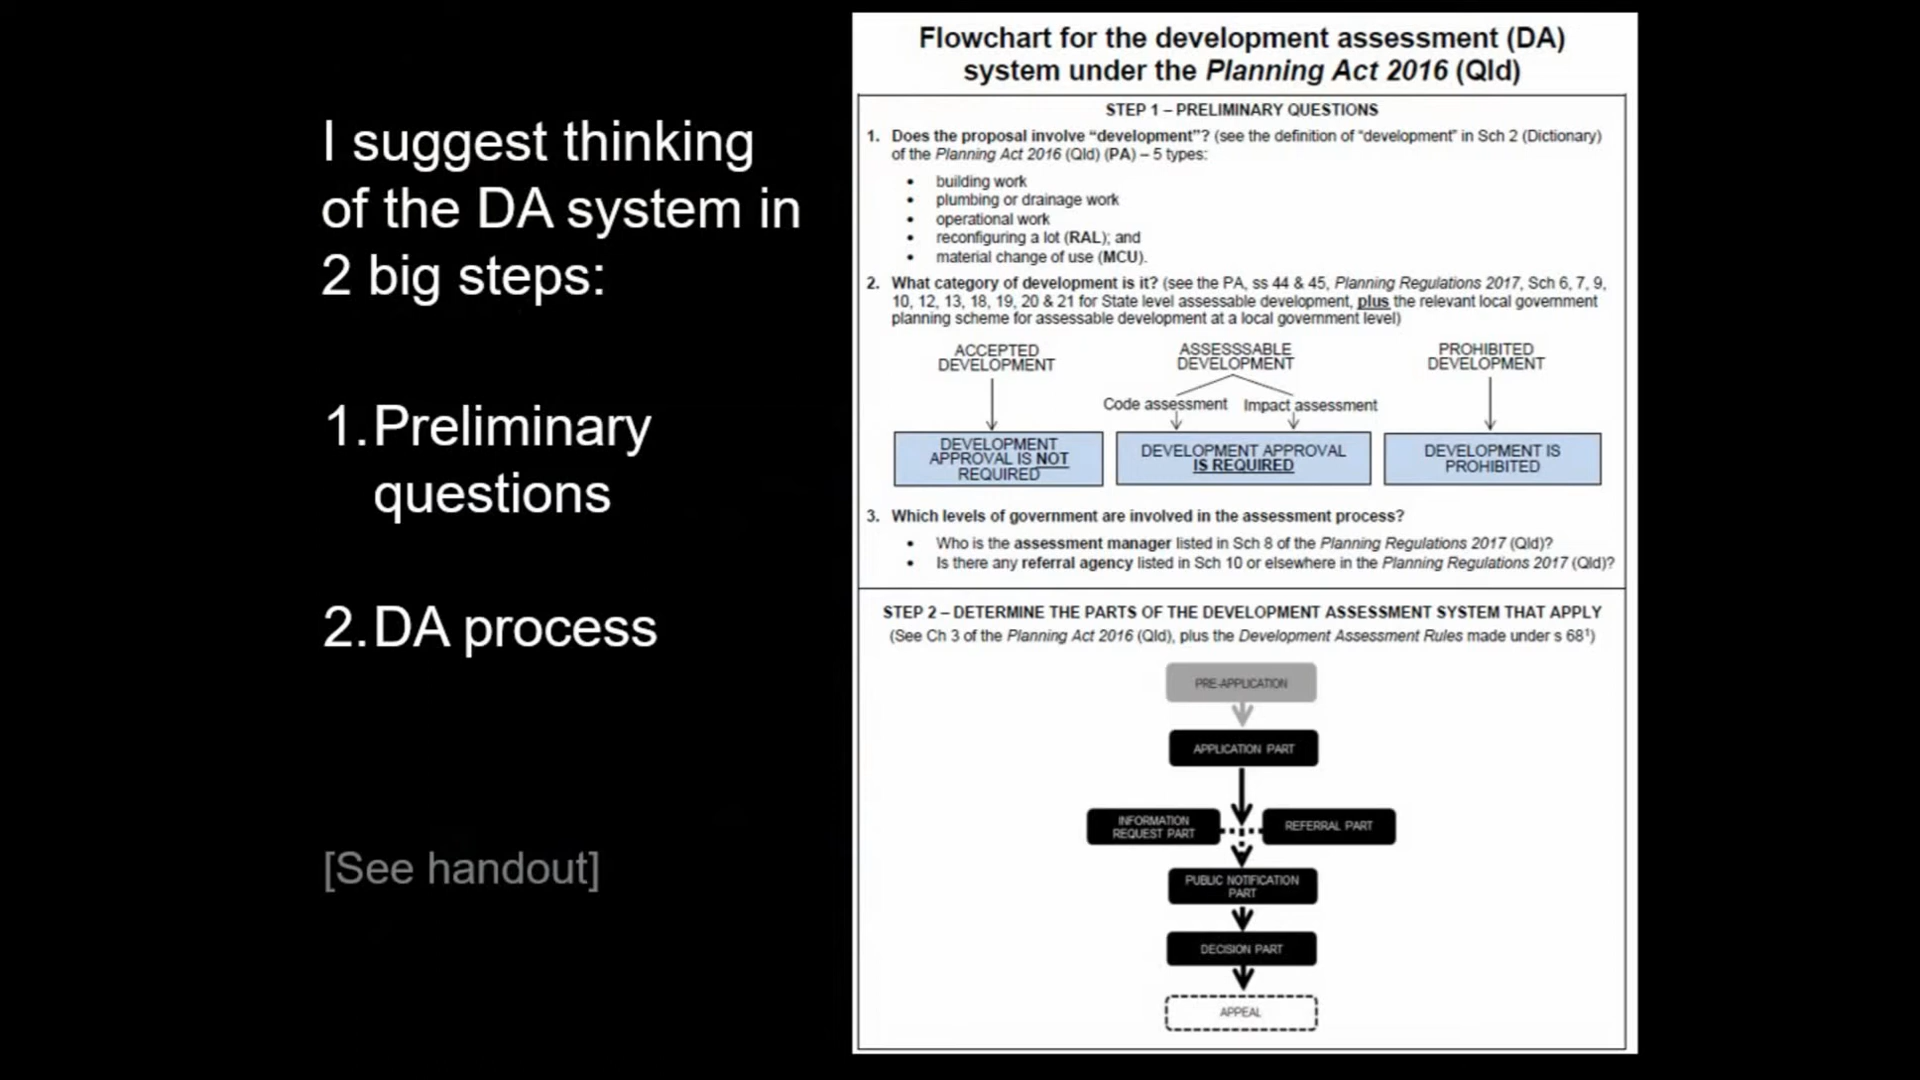 I suggest thinking
of the DA system in
2 big steps:
1. Preliminary
questions
2. DA process
[See handout]
Flowchart for the development assessment (DA)
system under the Planning Act 2016 (Qld)
STEP 1 – PRELIMINARY QUESTIONS
1. Does the proposal involve “development”? (see the definition of “development” in Sch 2 (Dictionary)
of the Planning Act 2016 (Qld) (PA) – 5 types:
• building work
• plumbing or drainage work
• operational work
• reconfiguring a lot (RAL); and
• material change of use (MCU).
2. What category of development is it? (see the PA, ss 44 & 45, Planning Regulations 2017, Sch 6, 7, 9,
10, 12, 13, 18, 19, 20 & 21 for State level assessable development, plus the relevant local government
planning scheme for assessable development at a local government level)
ACCEPTED
DEVELOPMENT
ASSESSSABLE
DEVELOPMENT
PROHIBITED
DEVELOPMENT
Code assessment
Impact assessment
DEVELOPMENT
APPROVAL IS NOT
REQUIRED
DEVELOPMENT APPROVAL
IS REQUIRED
DEVELOPMENT IS
PROHIBITED
3. Which levels of government are involved in the assessment process?
• Who is the assessment manager listed in Sch 8 of the Planning Regulations 2017 (Qld)?
• Is there any referral agency listed in Sch 10 or elsewhere in the Planning Regulations 2017 (Qld)?
STEP 2 – DETERMINE THE PARTS OF THE DEVELOPMENT ASSESSMENT SYSTEM THAT APPLY
(See Ch 3 of the Planning Act 2016 (Qld), plus the Development Assessment Rules made under s 68¹)
PRE-APPLICATION
APPLICATION PART
INFORMATION
REQUEST PART
REFERRAL PART
PUBLIC NOTIFICATION
PART
DECISION PART
APPEAL